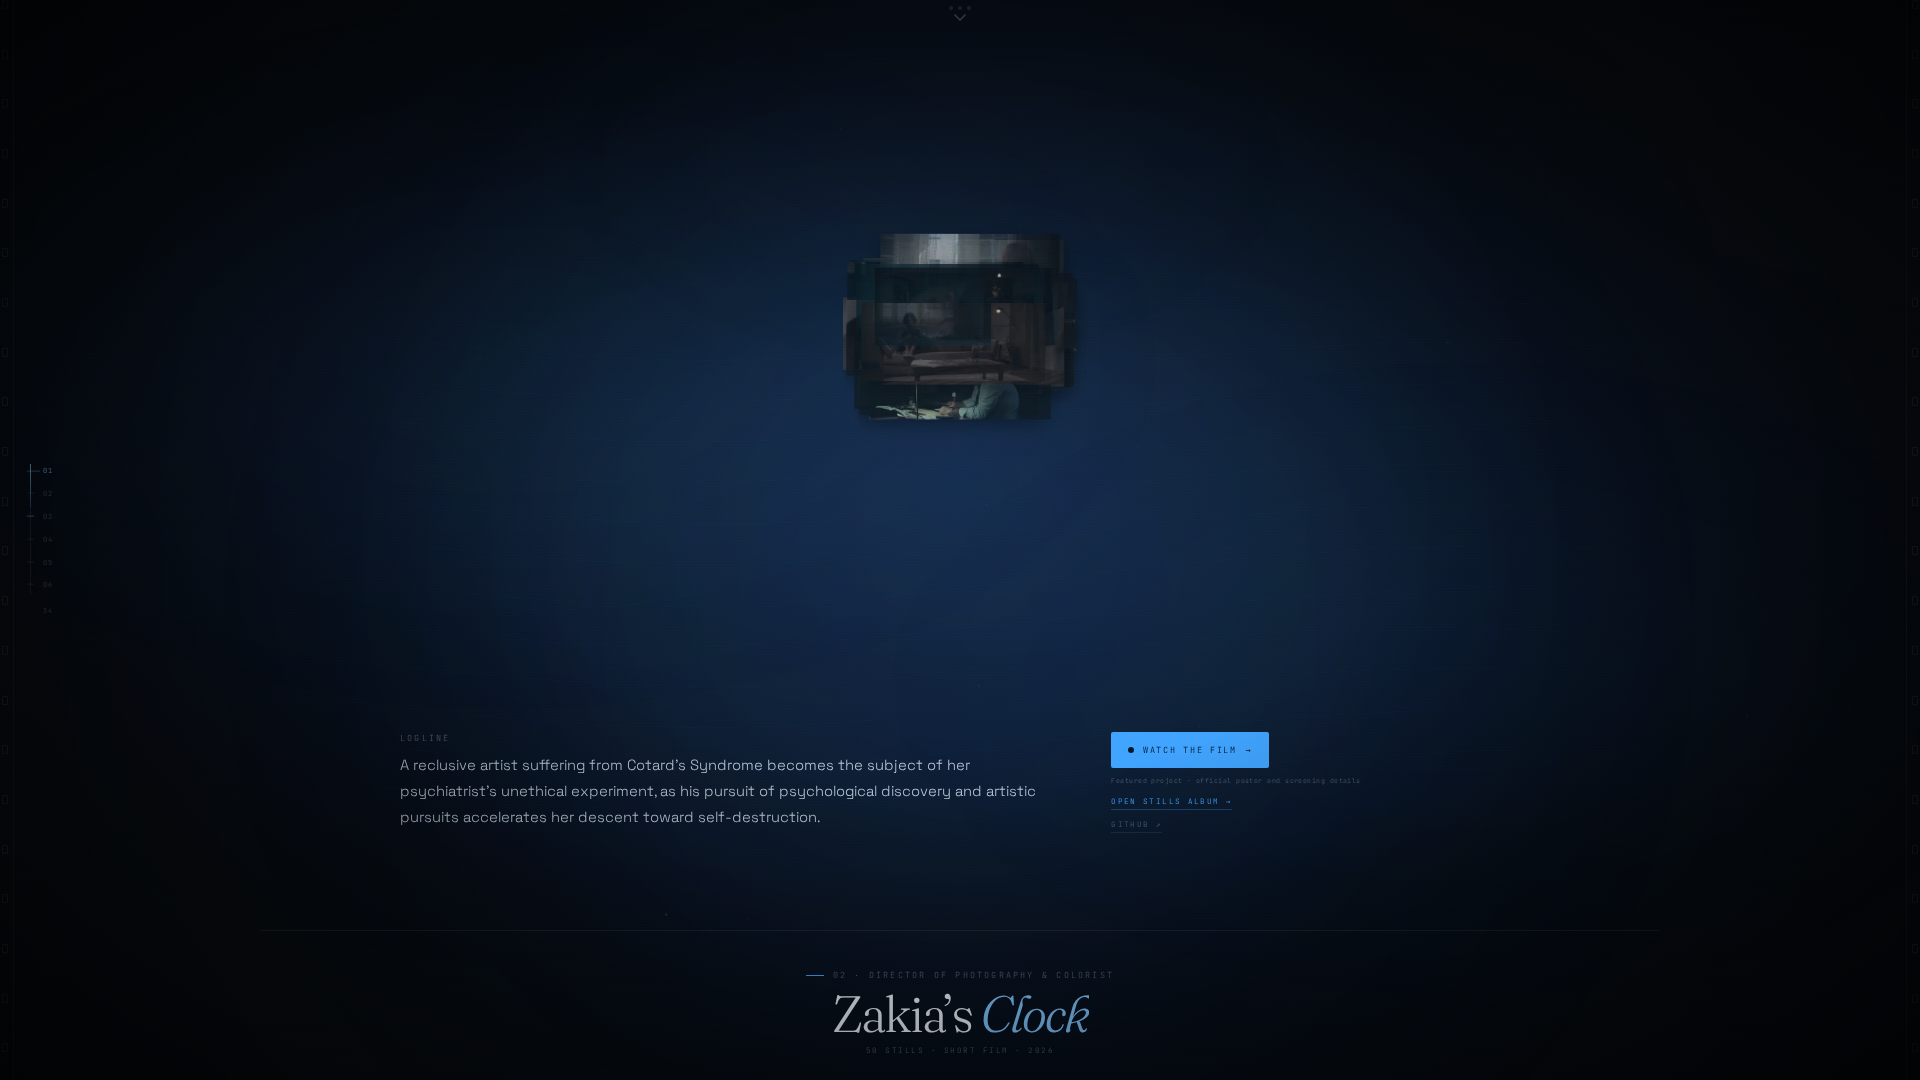 01
02
03
04
05
06
LOGLINE
A reclusive artist suffering from Cotard's Syndrome becomes the subject of her
psychiatrist's unethical experiment, as his pursuit of psychological discovery and artistic
pursuits accelerates her descent toward self-destruction.
WATCH THE FILM →
Featured project · official poster and screening details
OPEN STILLS ALBUM →
GITHUB ↗
02 · DIRECTOR OF PHOTOGRAPHY & COLORIST
Zakia's Clock
50 STILLS · SHORT FILM · 2026